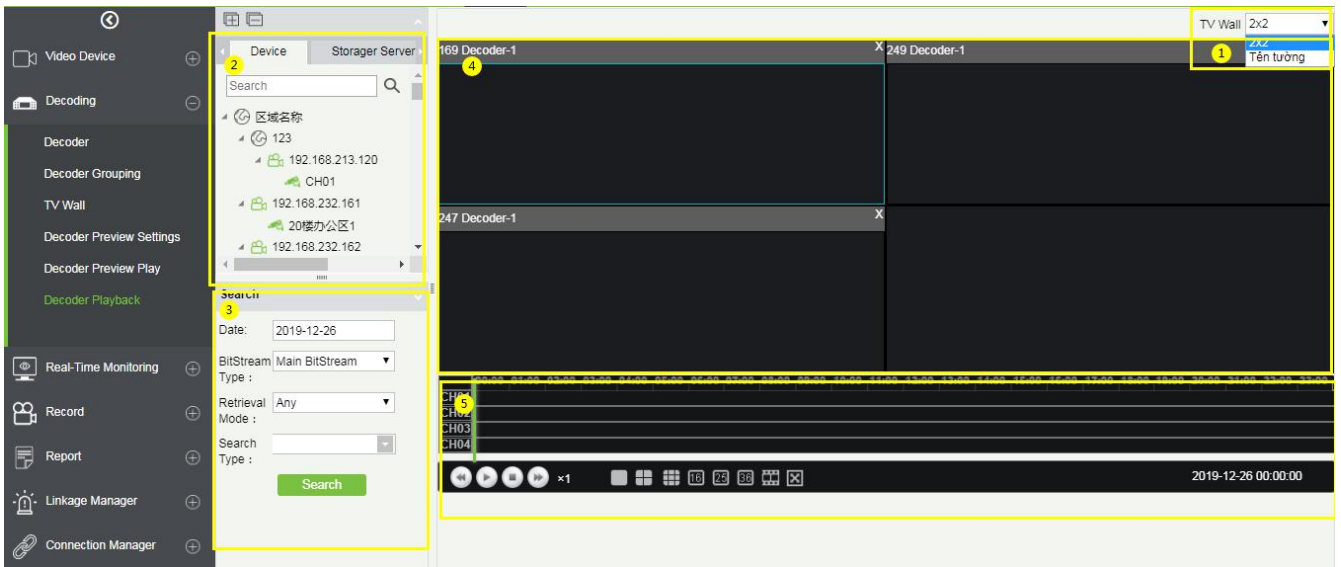 TV Wall 2x2
2x2
1 Tên tường
Video Device
Decoding
Decoder
Decoder Grouping
TV Wall
Decoder Preview Settings
Decoder Preview Play
Decoder Playback
Real-Time Monitoring
Record
Report
Linkage Manager
Connection Manager
Device Storager Server
2
Search
区域名称
123
192.168.213.120
CH01
192.168.232.161
20楼办公区1
192.168.232.162
Search
3
Date: 2019-12-26
BitStream Main BitStream
Type :
Retrieval Any
Mode :
Search
Type :
Search
169 Decoder-1 X 249 Decoder-1
4
247 Decoder-1 X
5
CH02
CH03
CH04
×1 16 25 36 2019-12-26 00:00:00